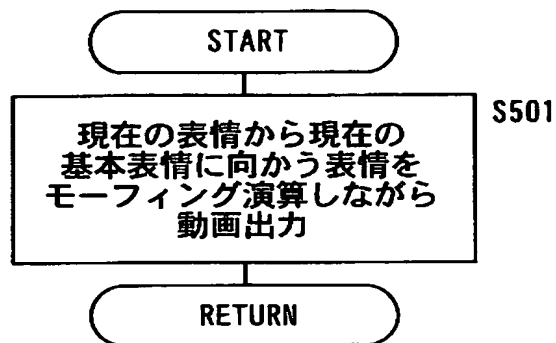 START
S501
現在の表情から現在の
基本表情に向かう表情を
モーフィング演算しながら
動画出力
RETURN